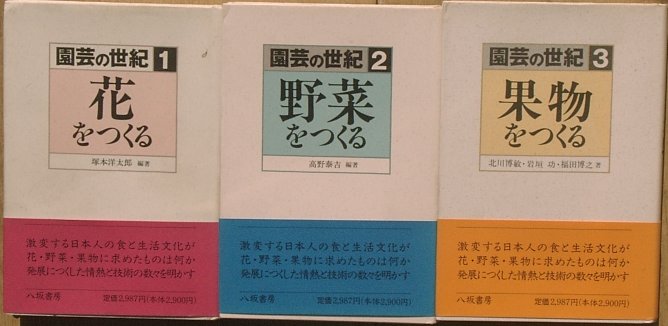 園芸の世紀 1
花
をつくる
塚本洋太郎 編著
激変する日本人の食と生活文化が
花・野菜・果物に求めたものは何か
発展につくした情熱と技術の数々を明かす
八坂書房
定価2,987円(本体2,900円)
園芸の世紀 2
野菜
をつくる
高野泰吉 編著
激変する日本人の食と生活文化が
花・野菜・果物に求めたものは何か
発展につくした情熱と技術の数々を明かす
八坂書房
定価2,987円(本体2,900円)
園芸の世紀 3
果物
をつくる
北川博敏・岩垣 功・福田博之 著
激変する日本人の食と生活文化が
花・野菜・果物に求めたものは何か
発展につくした情熱と技術の数々を明かす
八坂書房
定価2,987円(本体2,900円)